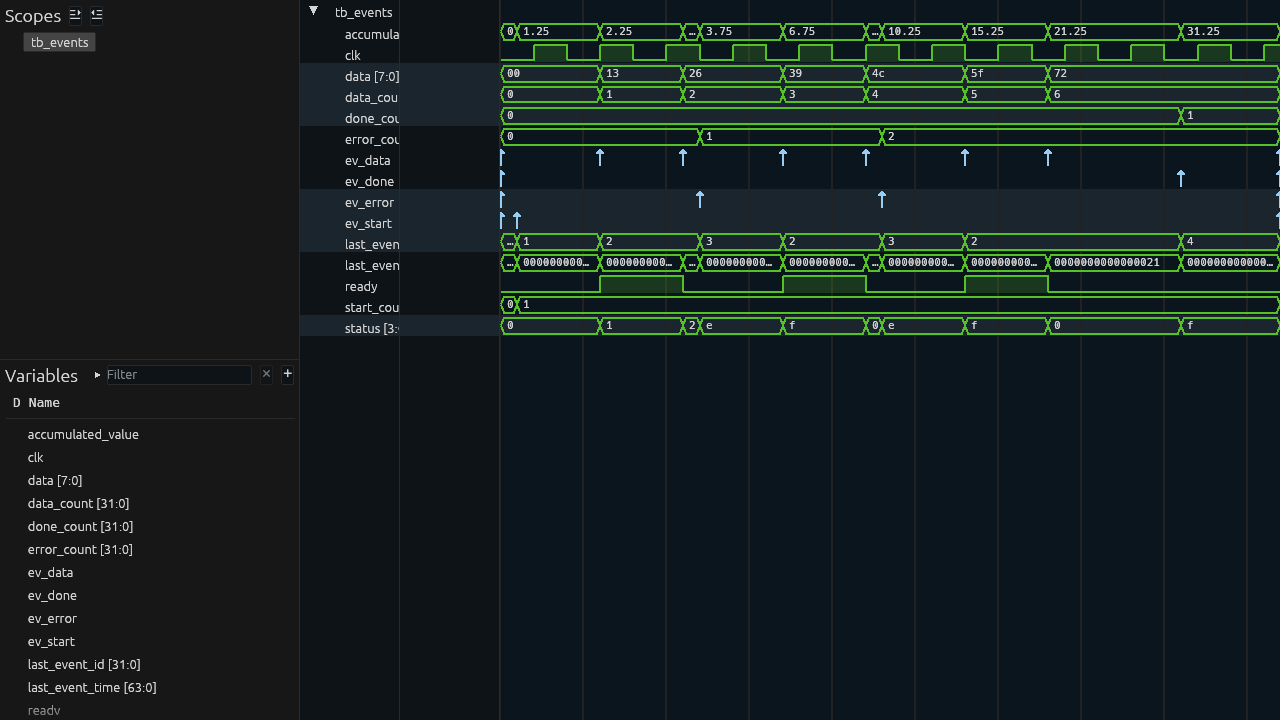 Scopes
tb_events
Variables
Filter
D Name
accumulated_value
clk
data [7:0]
data_count [31:0]
done_count [31:0]
error_count [31:0]
ev_data
ev_done
ev_error
ev_start
last_event_id [31:0]
last_event_time [63:0]
ready
tb_events
accumula 0 1.25 2.25 … 3.75 6.75 … 10.25 15.25 21.25 31.25
clk
data [7:0] 00 13 26 39 4c 5f 72
data_cou 0 1 2 3 4 5 6
done_cou 0 1
error_cou 0 1 2
ev_data
ev_done
ev_error
ev_start
last_even … 1 2 3 2 3 2 4
last_even … 000000000… 000000000… … 000000000… 000000000… … 000000000… 000000000… 0000000000000021 000000000000…
ready
start_cou 0 1
status [3: 0 1 2 e f 0 e f 0 f